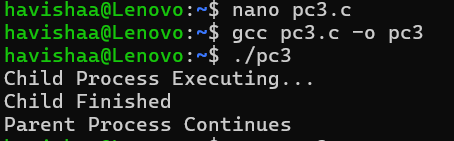 havishaa@Lenovo:~$ nano pc3.c
havishaa@Lenovo:~$ gcc pc3.c -o pc3
havishaa@Lenovo:~$ ./pc3
Child Process Executing...
Child Finished
Parent Process Continues